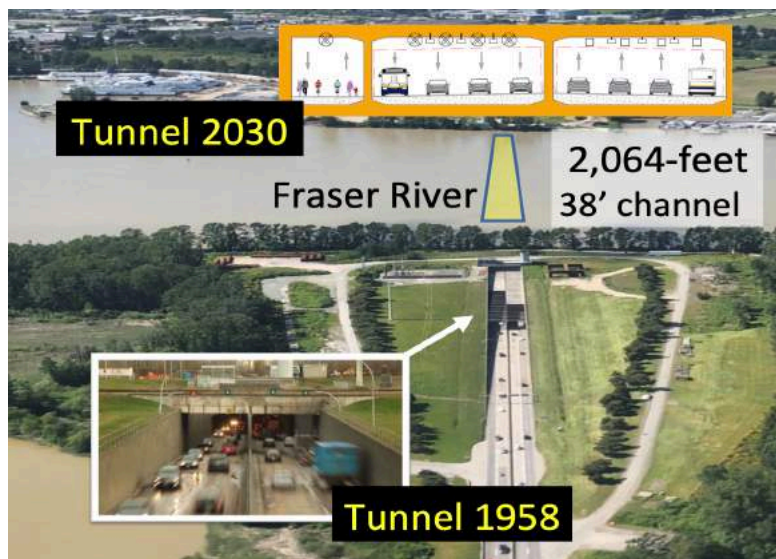 Tunnel 2030
2,064-feet
Fraser River
38' channel
Tunnel 1958